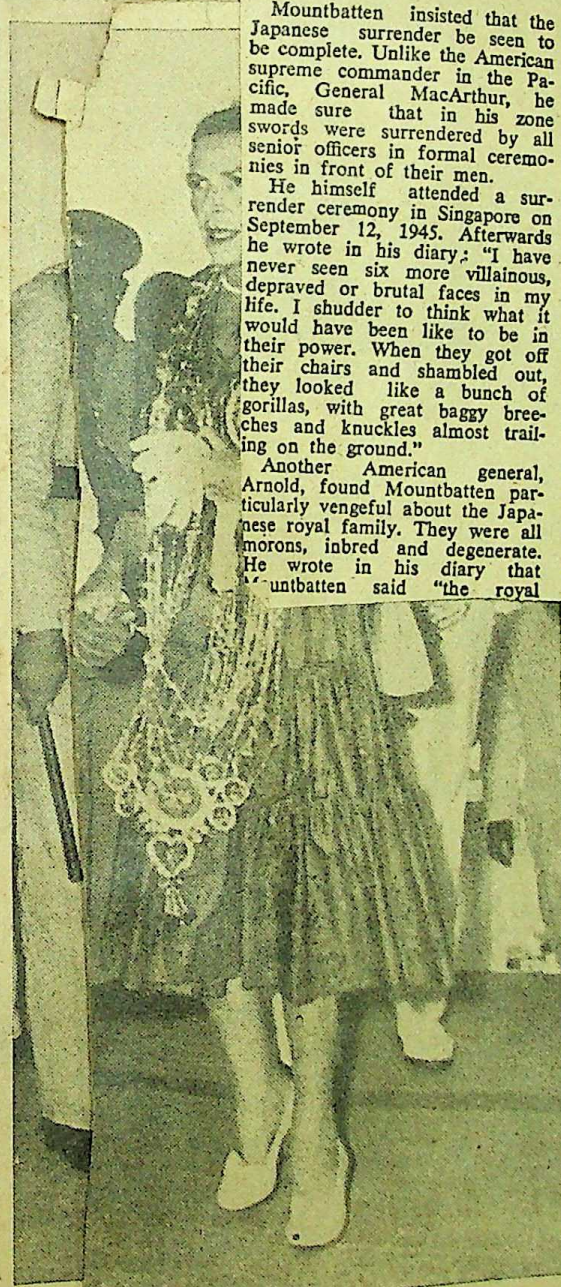 Mountbatten insisted that the
Japanese surrender be seen to
be complete. Unlike the American
supreme commander in the Pa-
cific, General MacArthur, he
made sure that in his zone
swords were surrendered by all
senior officers in formal ceremo-
nies in front of their men.
He himself attended a sur-
render ceremony in Singapore on
September 12, 1945. Afterwards
he wrote in his diary: "I have
never seen six more villainous,
depraved or brutal faces in my
life. I shudder to think what it
would have been like to be in
their power. When they got off
their chairs and shambled out,
they looked like a bunch of
gorillas, with great baggy bree-
ches and knuckles almost trail-
ing on the ground."
Another American general,
Arnold, found Mountbatten par-
ticularly vengeful about the Japa-
nese royal family. They were all
morons, inbred and degenerate.
He wrote in his diary that
Mountbatten said "the royal